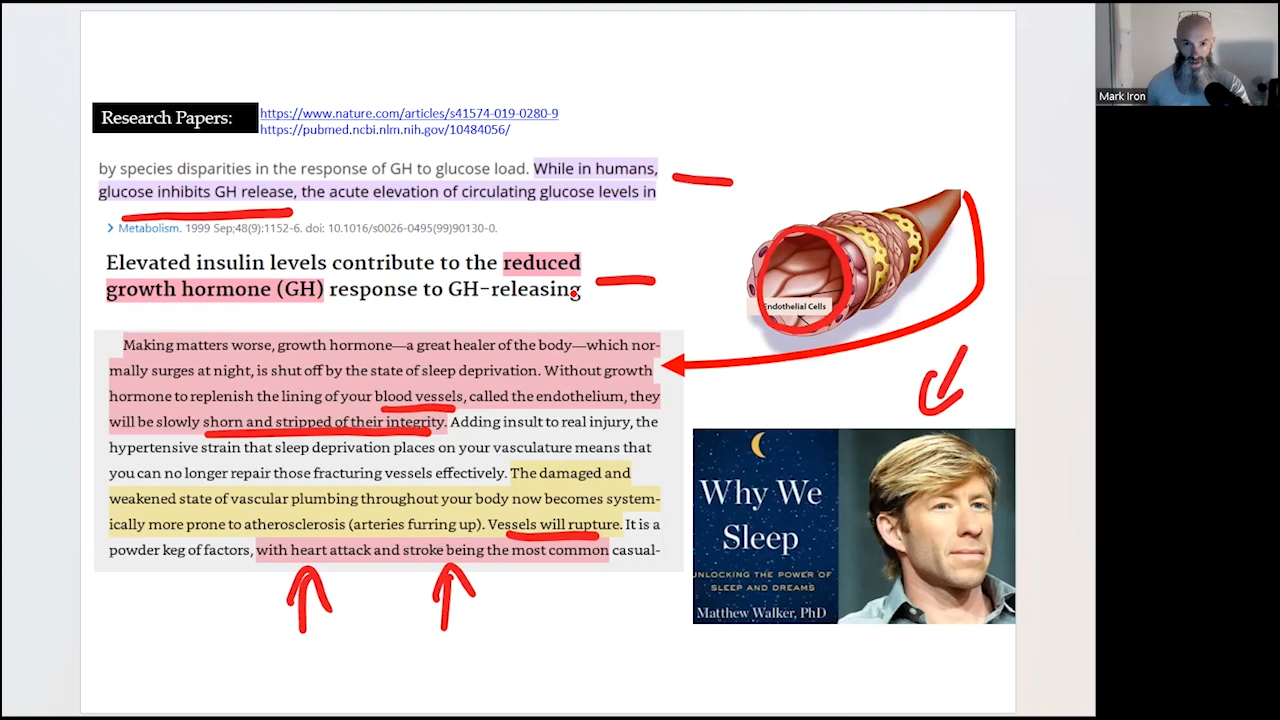 Mark Iron
Research Papers:
https://www.nature.com/articles/s41574-019-0280-9
https://pubmed.ncbi.nlm.nih.gov/10484056/
by species disparities in the response of GH to glucose load. While in humans,
glucose inhibits GH release, the acute elevation of circulating glucose levels in
Metabolism. 1999 Sep;48(9):1152-6. doi: 10.1016/s0026-0495(99)90130-0.
Elevated insulin levels contribute to the reduced
growth hormone (GH) response to GH-releasing
Endothelial Cells
Making matters worse, growth hormone—a great healer of the body—which nor-
mally surges at night, is shut off by the state of sleep deprivation. Without growth
hormone to replenish the lining of your blood vessels, called the endothelium, they
will be slowly shorn and stripped of their integrity. Adding insult to real injury, the
hypertensive strain that sleep deprivation places on your vasculature means that
you can no longer repair those fracturing vessels effectively. The damaged and
weakened state of vascular plumbing throughout your body now becomes system-
ically more prone to atherosclerosis (arteries furring up). Vessels will rupture. It is a
powder keg of factors, with heart attack and stroke being the most common casual-
Why We
Sleep
UNLOCKING THE POWER OF
SLEEP AND DREAMS
Matthew Walker, PhD